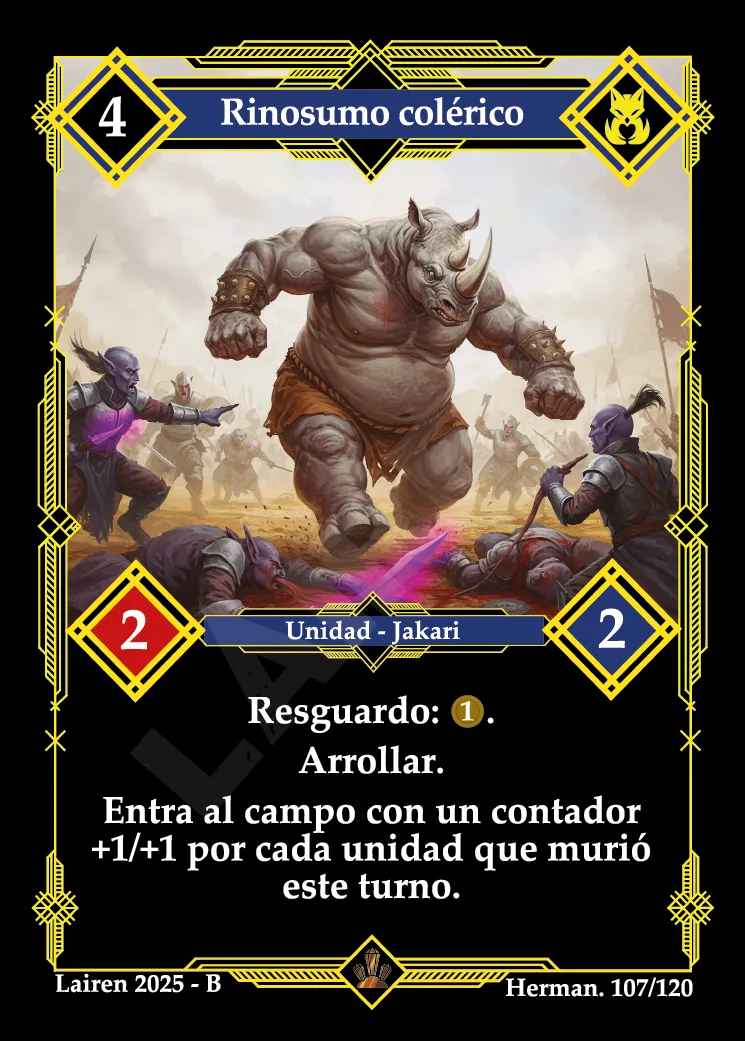 4
Rinosumo colérico
2
Unidad - Jakari
2
Resguardo: 1.
Arrollar.
Entra al campo con un contador
+1/+1 por cada unidad que murió
este turno.
Lairen 2025 - B
Herman. 107/120